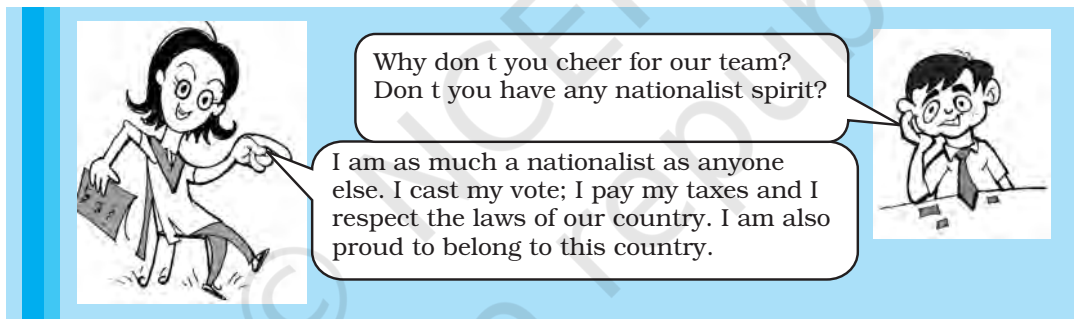 Why don t you cheer for our team?
Don t you have any nationalist spirit?
I am as much a nationalist as anyone
else. I cast my vote; I pay my taxes and I
respect the laws of our country. I am also
proud to belong to this country.